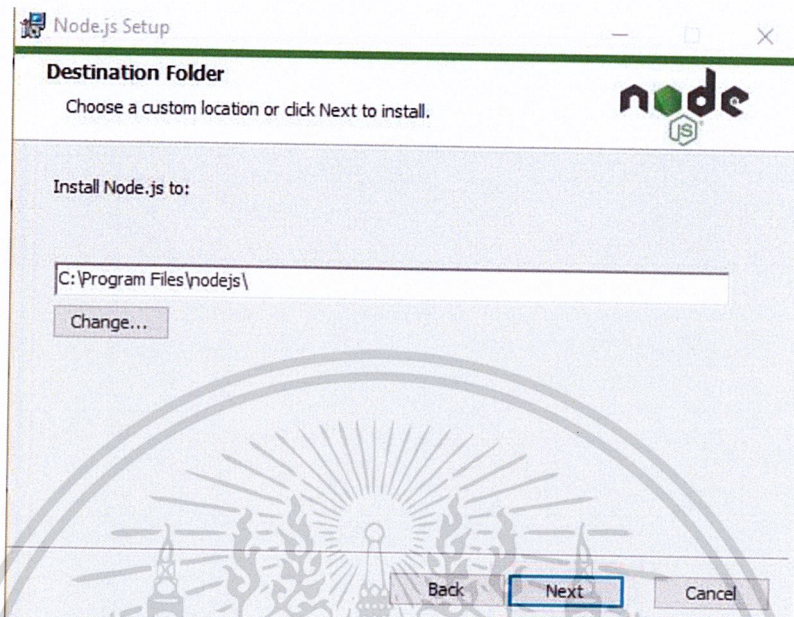 Node.js Setup
Destination Folder
Choose a custom location or click Next to install.
node
JS
Install Node.js to:
C:\Program Files\nodejs\
Change...
Back
Next
Cancel